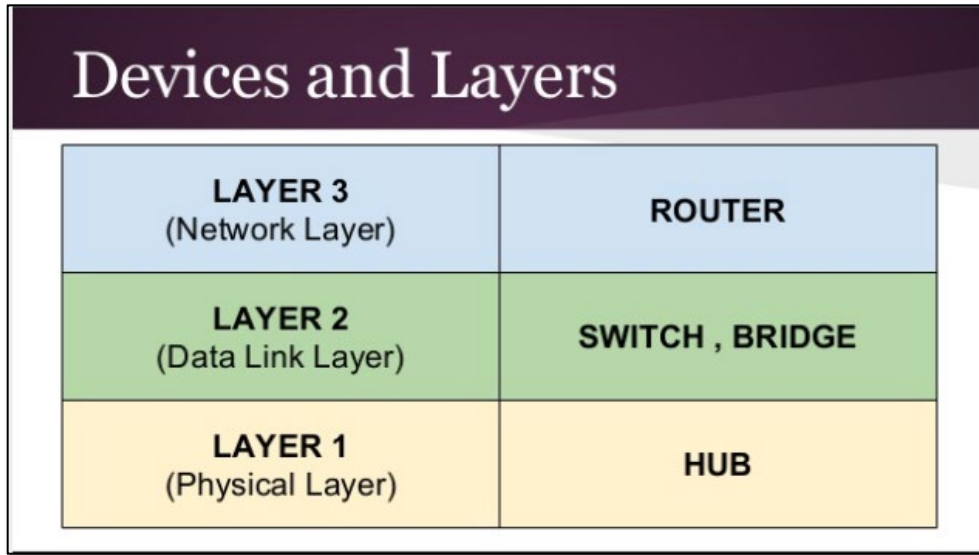 Devices and Layers
LAYER 3
(Network Layer)
ROUTER
LAYER 2
(Data Link Layer)
SWITCH , BRIDGE
LAYER 1
(Physical Layer)
HUB